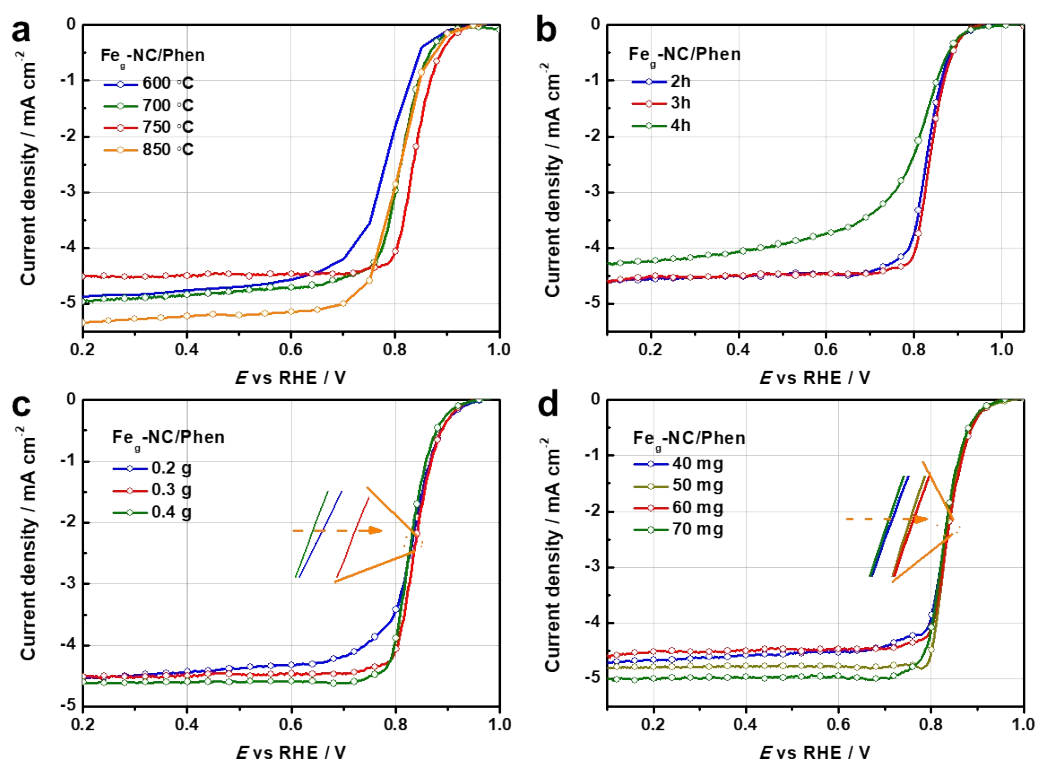 a
Fe_g-NC/Phen
600 °C
700 °C
750 °C
850 °C
0
-1
-2
-3
-4
-5
0.2 0.4 0.6 0.8 1.0
Current density / mA cm⁻²
E vs RHE / V
b
Fe_g-NC/Phen
2h
3h
4h
0
-1
-2
-3
-4
-5
0.2 0.4 0.6 0.8 1.0
Current density / mA cm⁻²
E vs RHE / V
c
Fe_g-NC/Phen
0.2 g
0.3 g
0.4 g
0
-1
-2
-3
-4
-5
0.2 0.4 0.6 0.8 1.0
Current density / mA cm⁻²
E vs RHE / V
d
Fe_g-NC/Phen
40 mg
50 mg
60 mg
70 mg
0
-1
-2
-3
-4
-5
0.2 0.4 0.6 0.8 1.0
Current density / mA cm⁻²
E vs RHE / V